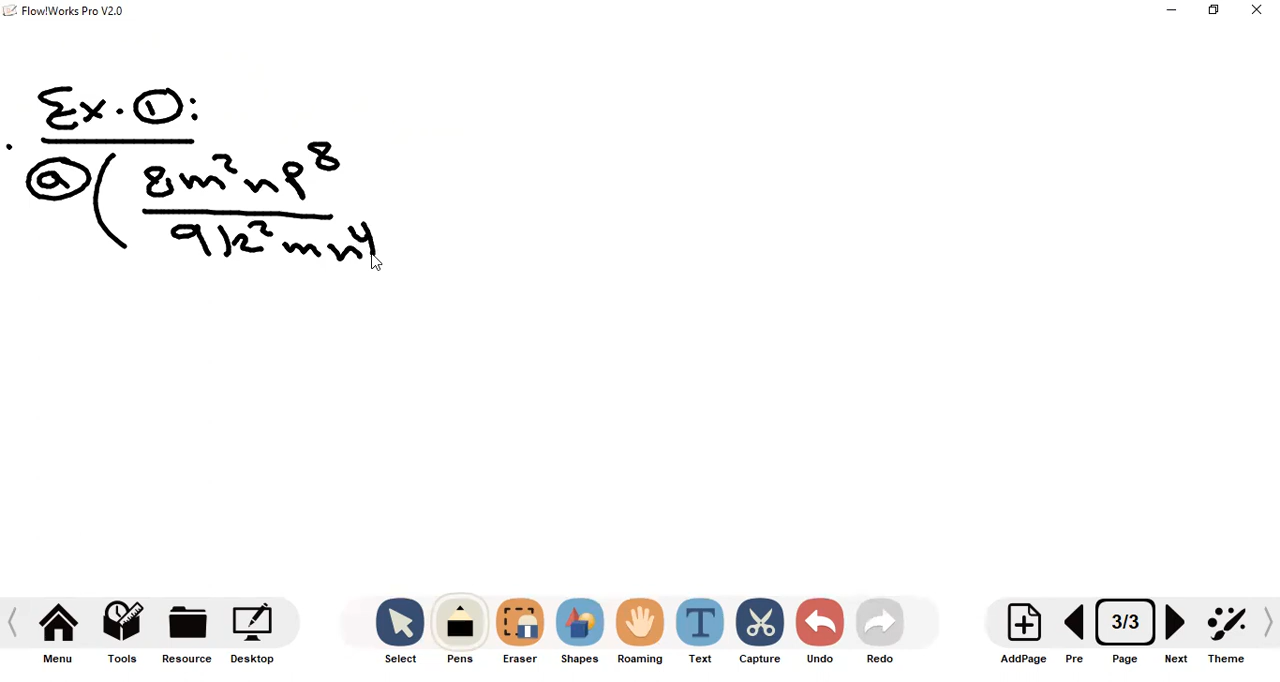 Flow!Works Pro V2.0
Ex. ①:
ⓐ ( 8m²np⁸
9k²mn⁴
3/3
Menu Tools Resource Desktop Select Pens Eraser Shapes Roaming Text Capture Undo Redo AddPage Pre Page Next Theme